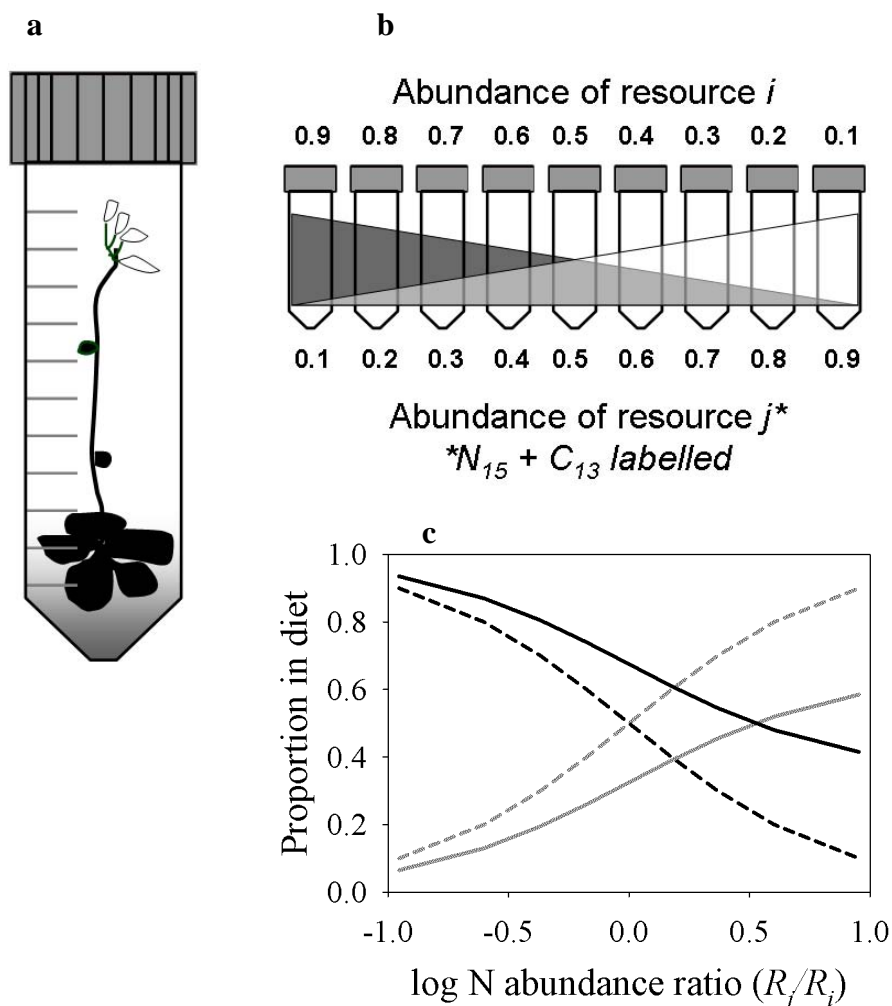 a
b
Abundance of resource i
0.9 0.8 0.7 0.6 0.5 0.4 0.3 0.2 0.1
0.1 0.2 0.3 0.4 0.5 0.6 0.7 0.8 0.9
Abundance of resource j*
*N₁₅ + C₁₃ labelled
c
Proportion in diet
1.0
0.8
0.6
0.4
0.2
0.0
-1.0 -0.5 0.0 0.5 1.0
log N abundance ratio (Rⱼ/Rᵢ)